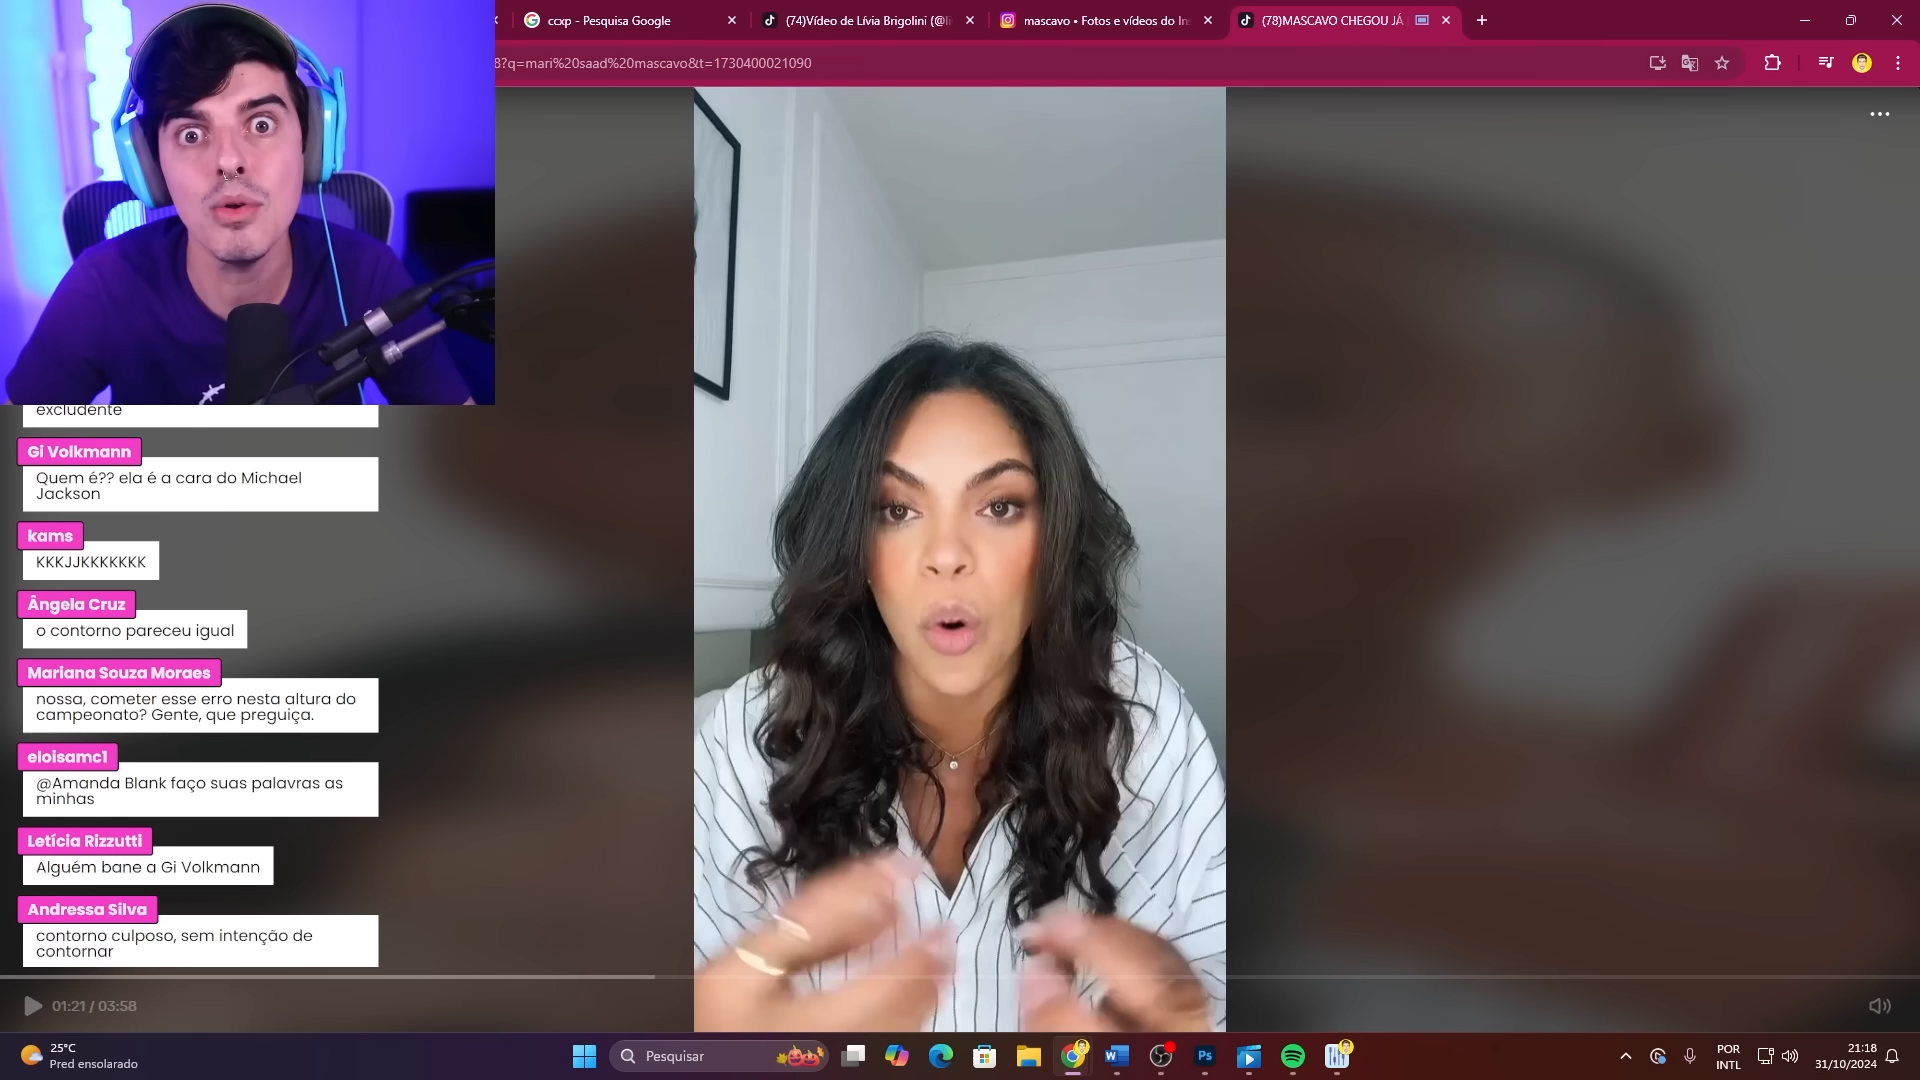 ccxp - Pesquisa Google
(74)Vídeo de Lívia Brigolini (@li
mascavo • Fotos e vídeos do In
(78)MASCAVO CHEGOU JÁ
8?q=mari%20saad%20mascavo&t=1730400021090
excludente
Gi Volkmann
Quem é?? ela é a cara do Michael
Jackson
kams
KKKJJKKKKKKK
Ângela Cruz
o contorno pareceu igual
Mariana Souza Moraes
nossa, cometer esse erro nesta altura do
campeonato? Gente, que preguiça.
eloisamc1
@Amanda Blank faço suas palavras as
minhas
Letícia Rizzutti
Alguém bane a Gi Volkmann
Andressa Silva
contorno culposo, sem intenção de
contornar
01:21 / 03:58
25°C
Pred ensolarado
Pesquisar
W
Ps
POR
INTL
21:18
31/10/2024